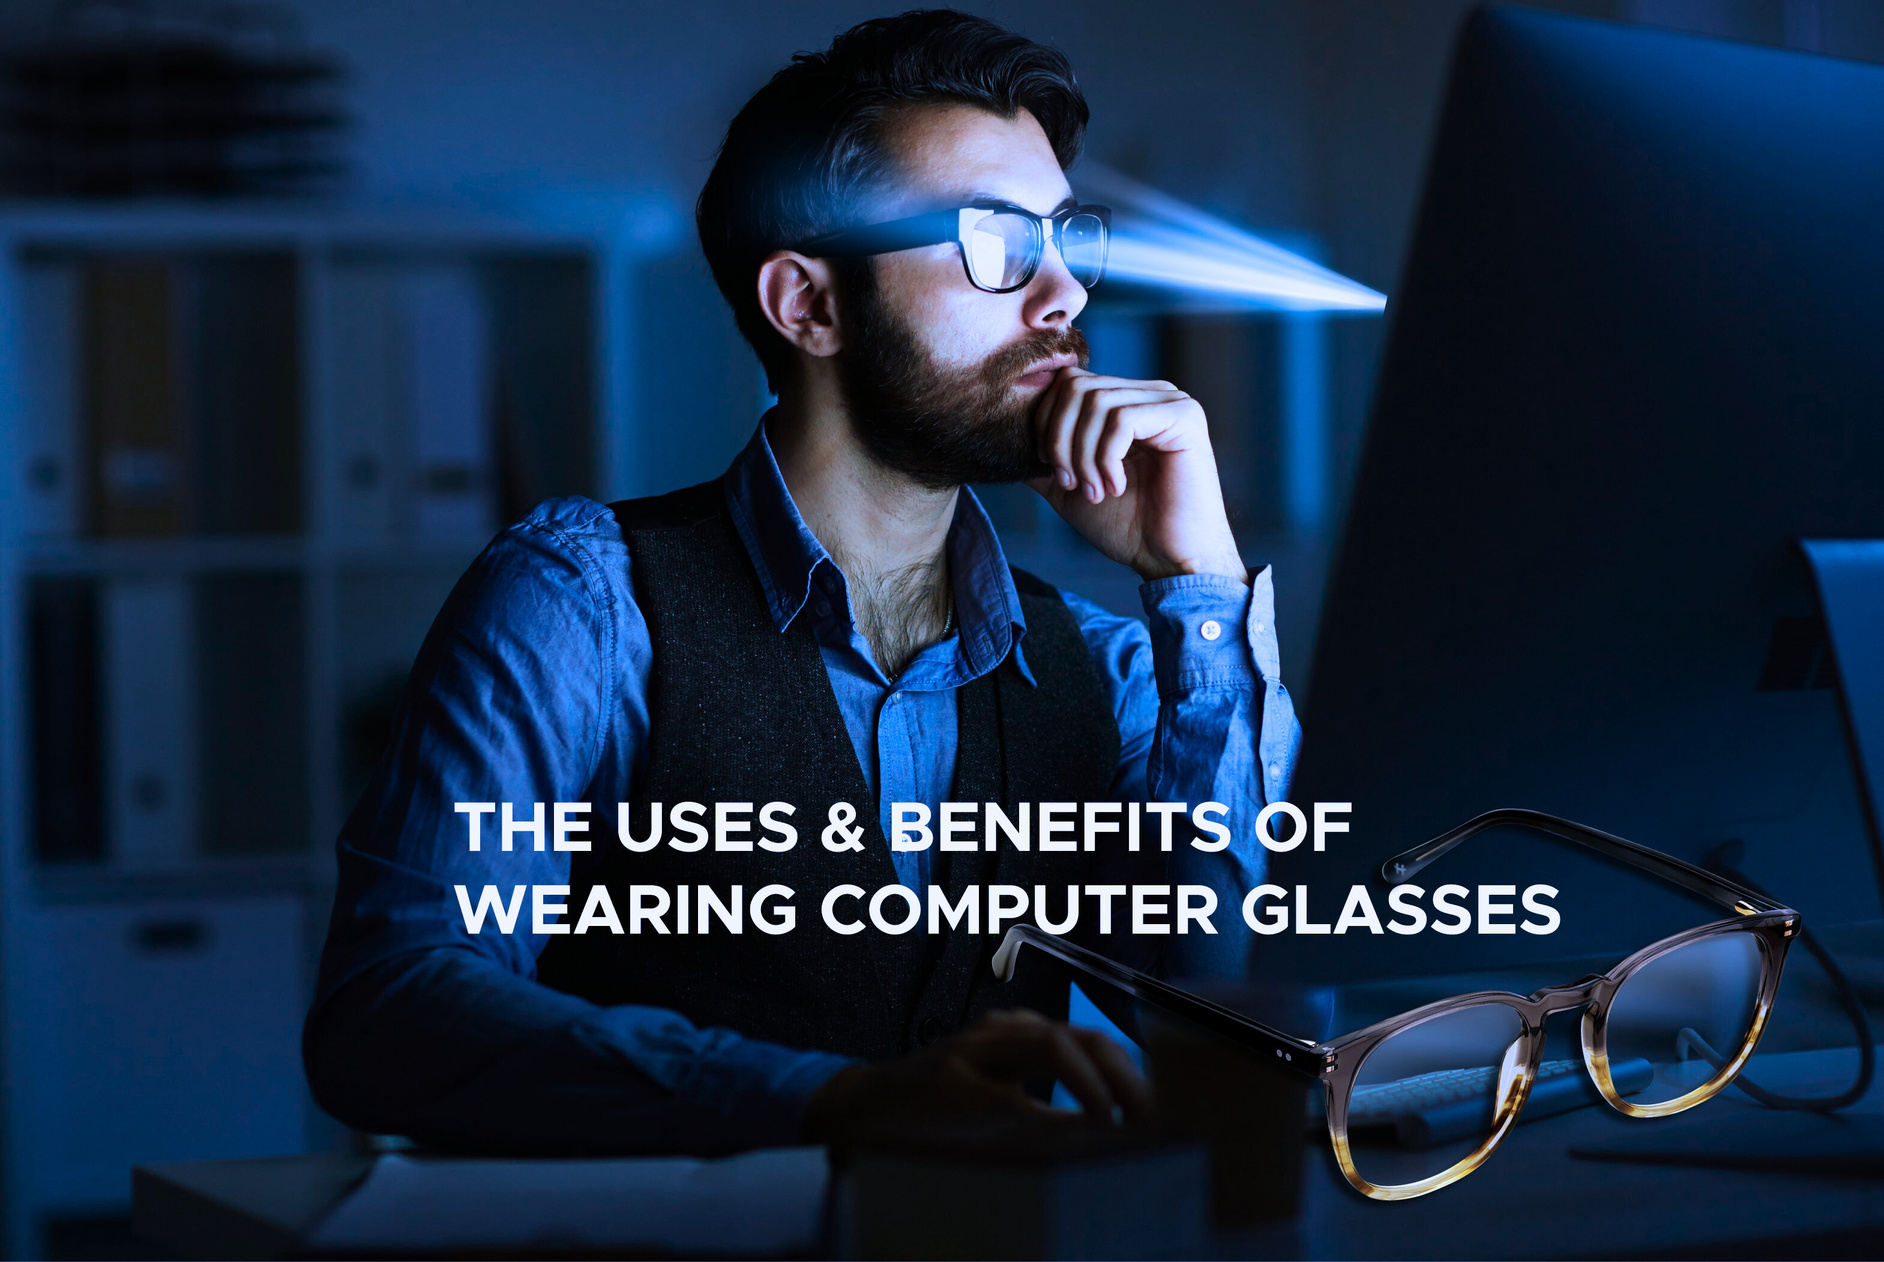 THE USES & BENEFITS OF
WEARING COMPUTER GLASSES